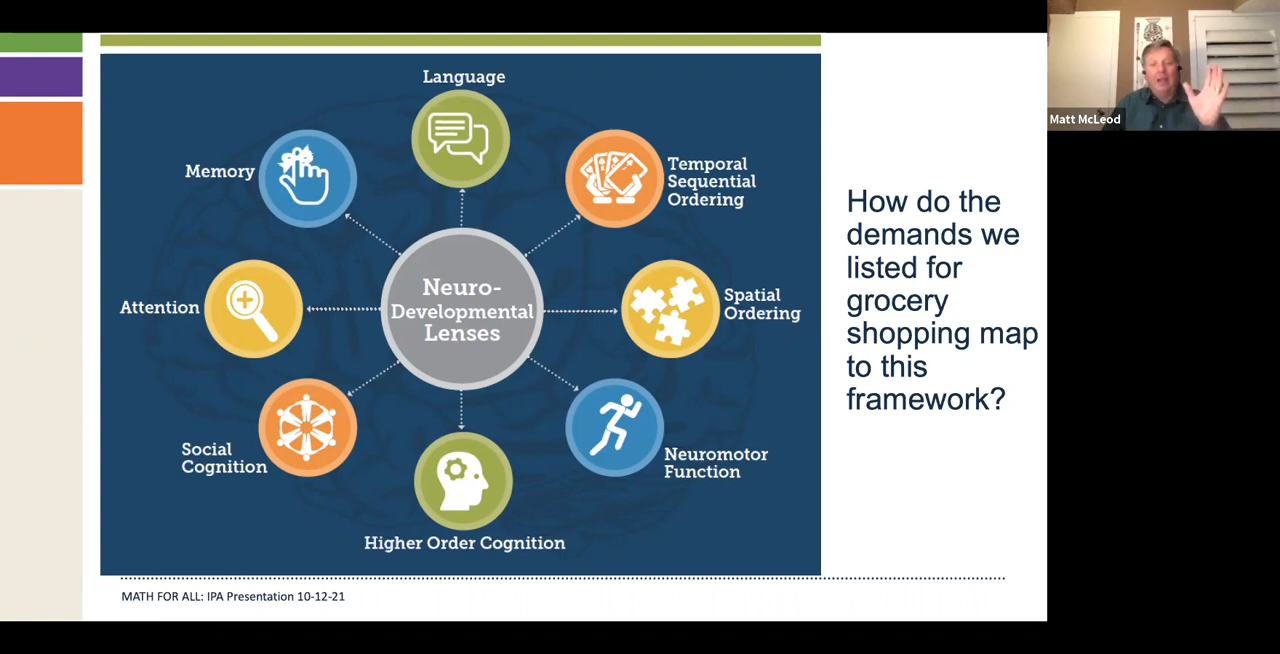 Language
Memory
Temporal
Sequential
Ordering
Attention
Neuro-
Developmental
Lenses
Spatial
Ordering
Social
Cognition
Neuromotor
Function
Higher Order Cognition
How do the
demands we
listed for
grocery
shopping map
to this
framework?
MATH FOR ALL: IPA Presentation 10-12-21
Matt McLeod